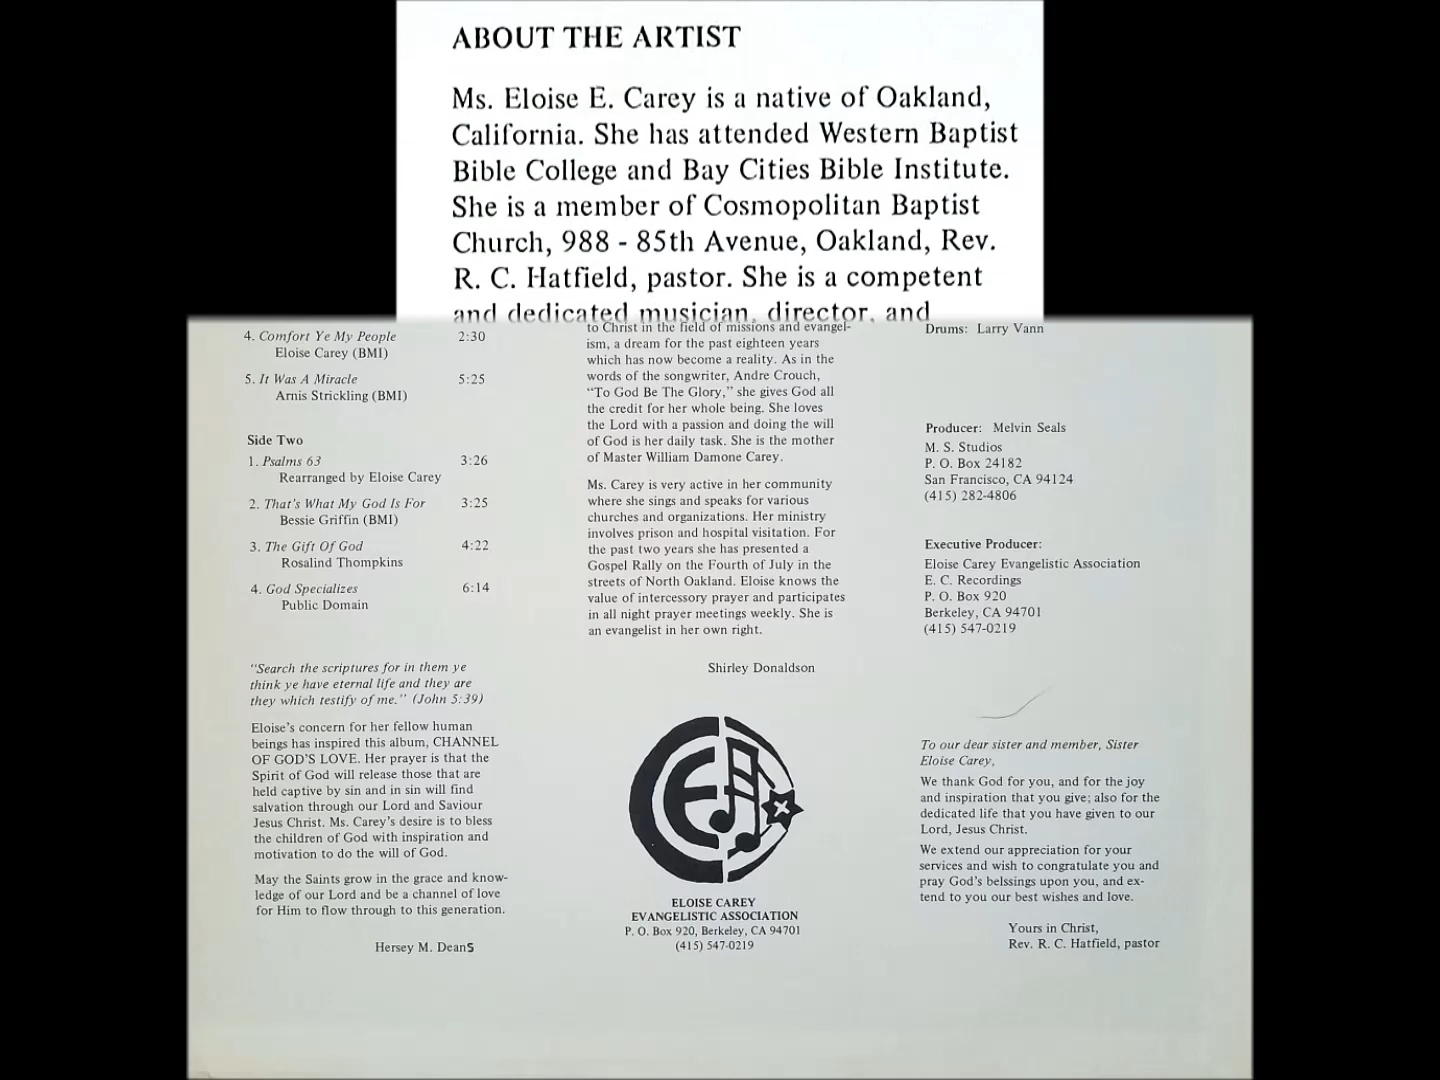 ABOUT THE ARTIST
Ms. Eloise E. Carey is a native of Oakland,
California. She has attended Western Baptist
Bible College and Bay Cities Bible Institute.
She is a member of Cosmopolitan Baptist
Church, 988 - 85th Avenue, Oakland, Rev.
R. C. Hatfield, pastor. She is a competent
and dedicated musician, director, and
4. Comfort Ye My People 2:30
Eloise Carey (BMI)
5. It Was A Miracle 5:25
Arnis Strickling (BMI)
Side Two
1. Psalms 63 3:26
Rearranged by Eloise Carey
2. That's What My God Is For 3:25
Bessie Griffin (BMI)
3. The Gift Of God 4:22
Rosalind Thompkins
4. God Specializes 6:14
Public Domain
"Search the scriptures for in them ye
think ye have eternal life and they are
they which testify of me." (John 5:39)
Eloise's concern for her fellow human
beings has inspired this album, CHANNEL
OF GOD'S LOVE. Her prayer is that the
Spirit of God will release those that are
held captive by sin and in sin will find
salvation through our Lord and Saviour
Jesus Christ. Ms. Carey's desire is to bless
the children of God with inspiration and
motivation to do the will of God.
May the Saints grow in the grace and know-
ledge of our Lord and be a channel of love
for Him to flow through to this generation.
Hersey M. Deans
to Christ in the field of missions and evangel-
ism, a dream for the past eighteen years
which has now become a reality. As in the
words of the songwriter, Andre Crouch,
"To God Be The Glory," she gives God all
the credit for her whole being. She loves
the Lord with a passion and doing the will
of God is her daily task. She is the mother
of Master William Damone Carey.
Ms. Carey is very active in her community
where she sings and speaks for various
churches and organizations. Her ministry
involves prison and hospital visitation. For
the past two years she has presented a
Gospel Rally on the Fourth of July in the
streets of North Oakland. Eloise knows the
value of intercessory prayer and participates
in all night prayer meetings weekly. She is
an evangelist in her own right.
Shirley Donaldson
ELOISE CAREY
EVANGELISTIC ASSOCIATION
P. O. Box 920, Berkeley, CA 94701
(415) 547-0219
Drums: Larry Vann
Producer: Melvin Seals
M. S. Studios
P. O. Box 24182
San Francisco, CA 94124
(415) 282-4806
Executive Producer:
Eloise Carey Evangelistic Association
E. C. Recordings
P. O. Box 920
Berkeley, CA 94701
(415) 547-0219
To our dear sister and member, Sister
Eloise Carey,
We thank God for you, and for the joy
and inspiration that you give; also for the
dedicated life that you have given to our
Lord, Jesus Christ.
We extend our appreciation for your
services and wish to congratulate you and
pray God's belssings upon you, and ex-
tend to you our best wishes and love.
Yours in Christ,
Rev. R. C. Hatfield, pastor